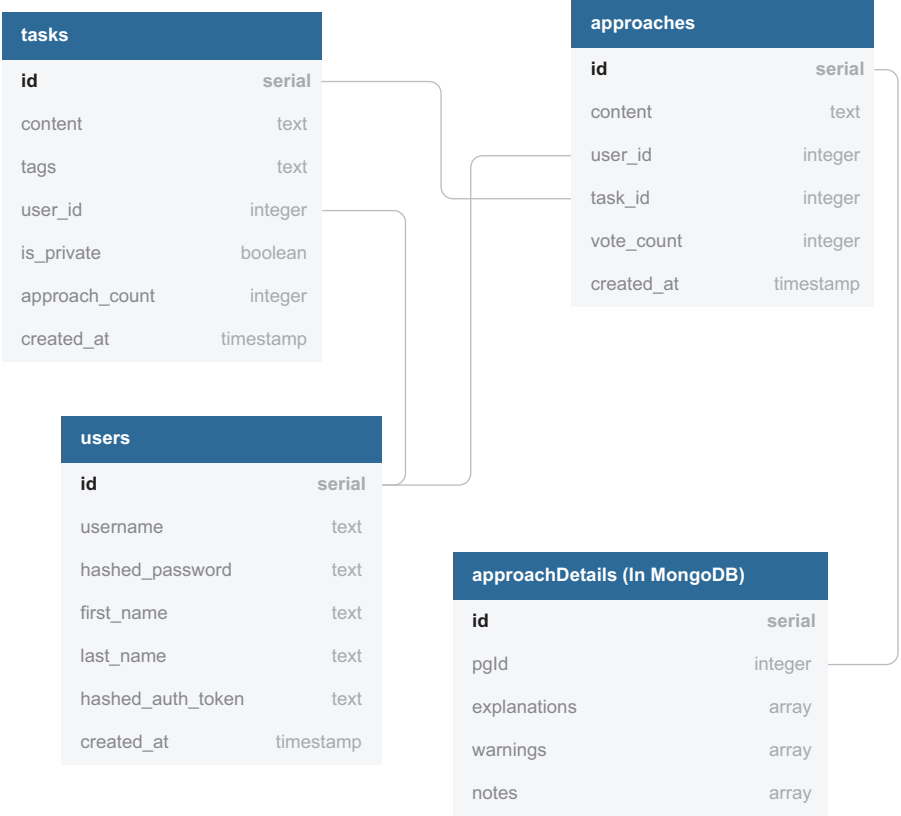 tasks
id serial
content text
tags text
user_id integer
is_private boolean
approach_count integer
created_at timestamp
approaches
id serial
content text
user_id integer
task_id integer
vote_count integer
created_at timestamp
users
id serial
username text
hashed_password text
first_name text
last_name text
hashed_auth_token text
created_at timestamp
approachDetails (In MongoDB)
id serial
pgId integer
explanations array
warnings array
notes array